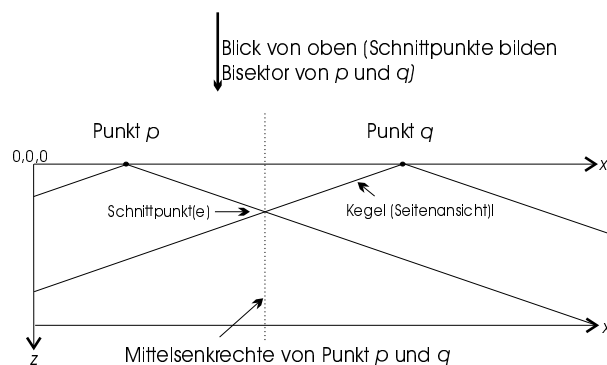 Blick von oben (Schnittpunkte bilden
Bisektor von p und q)
Punkt p
Punkt q
0,0,0
x
Schnittpunkt(e)
Kegel (Seitenansicht)l
x
z
Mittelsenkrechte von Punkt p und q